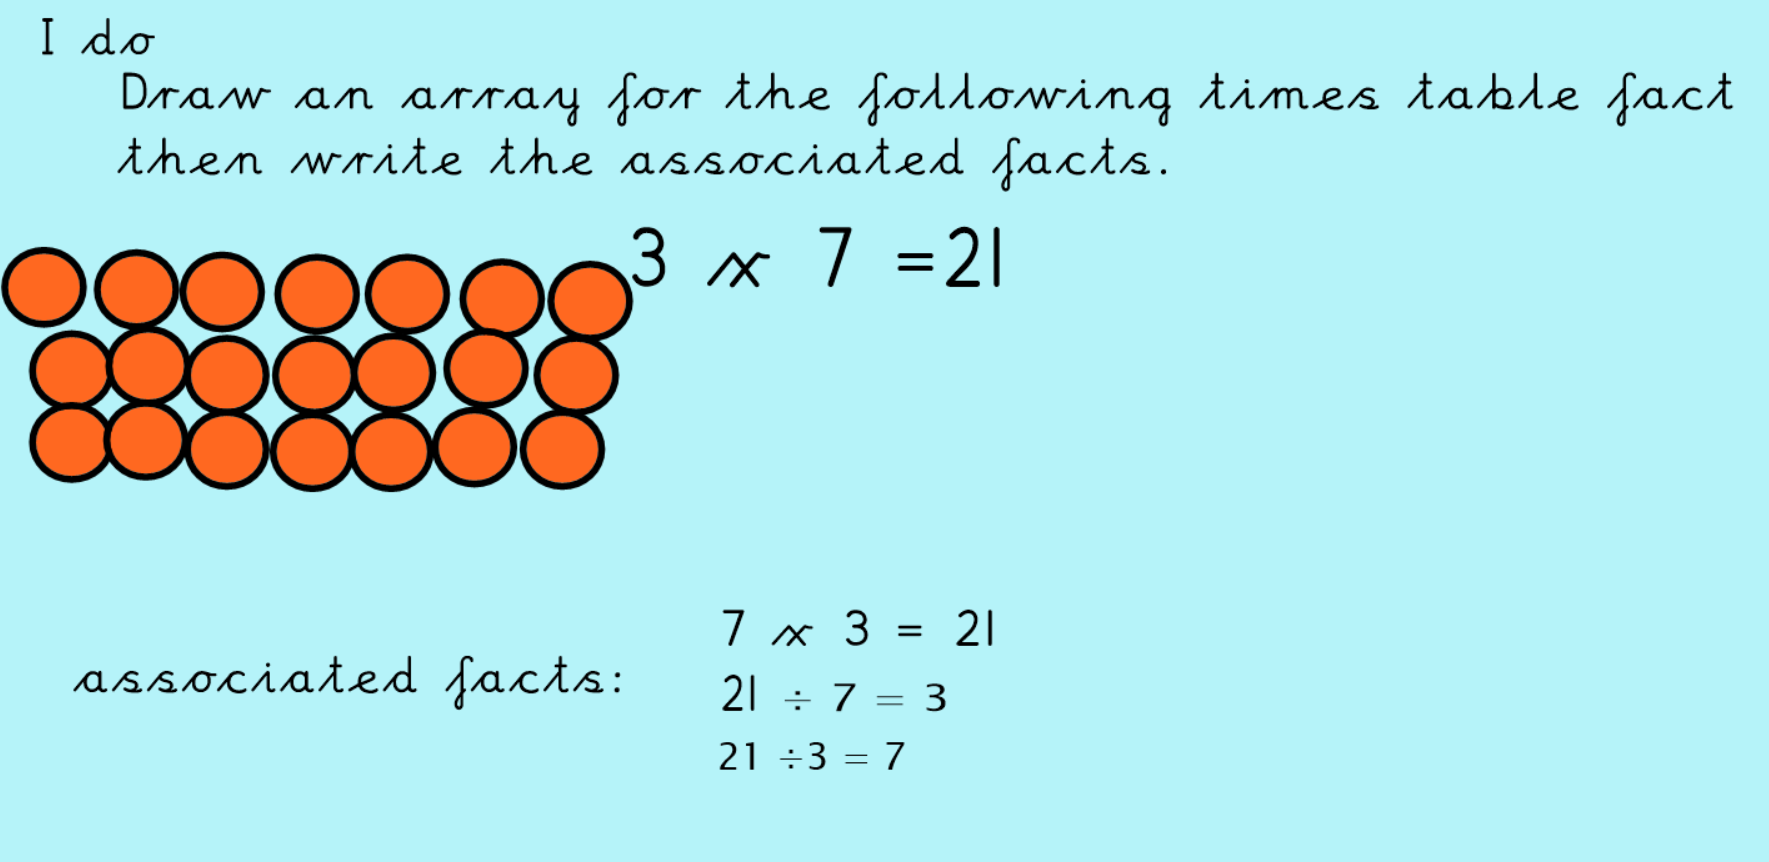 I do
Draw an array for the following times table fact
then write the associated facts.
3 x 7 =21
7 x 3 = 21
associated facts:
21 ÷ 7 = 3
21 ÷3 = 7